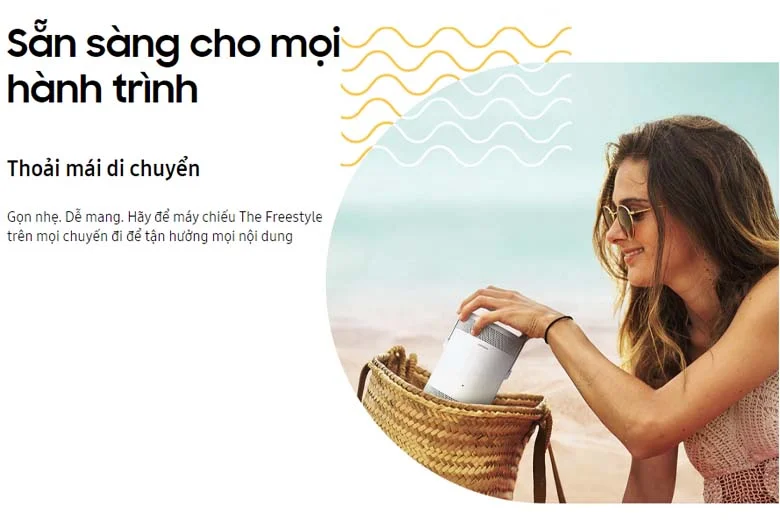 Sẵn sàng cho mọi
hành trình
Thoải mái di chuyển
Gọn nhẹ. Dễ mang. Hãy để máy chiếu The Freestyle
trên mọi chuyến đi để tận hưởng mọi nội dung